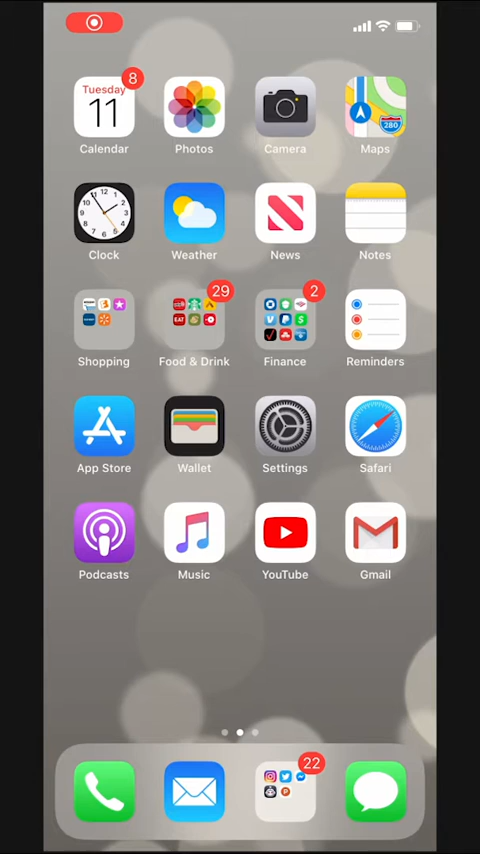 Tuesday 8
11
Calendar Photos Camera Maps
280
12
Clock Weather News Notes
29 2
Shopping Food & Drink Finance Reminders
App Store Wallet Settings Safari
Podcasts Music YouTube Gmail
22